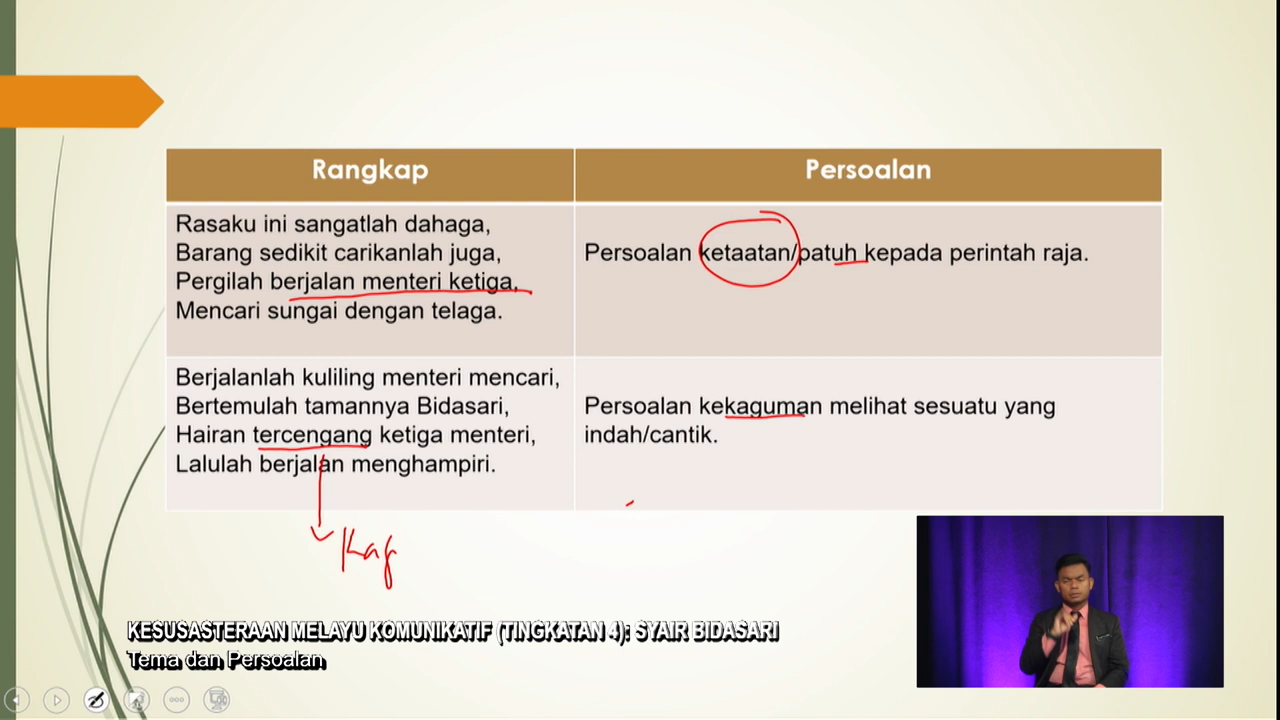 Rangkap
Persoalan
Rasaku ini sangatlah dahaga,
Barang sedikit carikanlah juga,
Pergilah berjalan menteri ketiga,
Mencari sungai dengan telaga.
Persoalan ketaatan/patuh kepada perintah raja.
Berjalanlah kuliling menteri mencari,
Bertemulah tamannya Bidasari,
Hairan tercengang ketiga menteri,
Lalulah berjalan menghampiri.
Persoalan kekaguman melihat sesuatu yang
indah/cantik.
Kag
KESUSASTERAAN MELAYU KOMUNIKATIF (TINGKATAN 4): SYAIR BIDASARI
Tema dan Persoalan